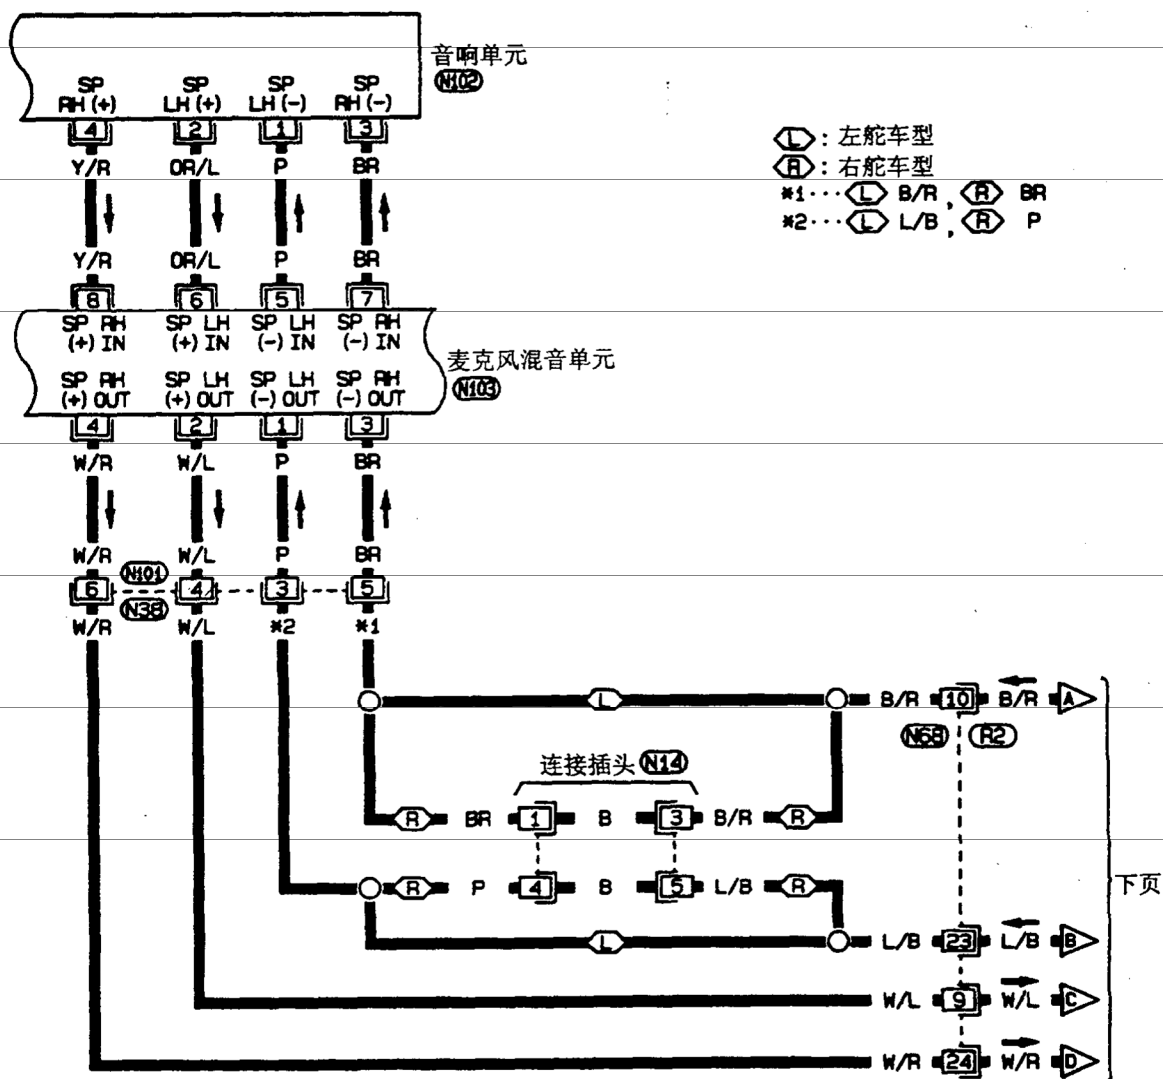 音响单元
N102
SP SP SP SP
RH (+) LH (+) LH (-) RH (-)
4 2 1 3
Y/R OR/L P BR
L : 左舵车型
R : 右舵车型
*1··· L B/R , R BR
*2··· L L/B , R P
Y/R OR/L P BR
8 6 5 7
SP RH SP LH SP LH SP RH
(+) IN (+) IN (-) IN (-) IN
麦克风混音单元
N103
SP RH SP LH SP LH SP RH
(+) OUT (+) OUT (-) OUT (-) OUT
4 2 1 3
W/R W/L P BR
W/R W/L P BR
N101
6 4 3 5
N38
W/R W/L *2 *1
L B/R 10 B/R A
N68 R2
连接插头 N14
R BR 1 B 3 B/R R
R P 4 B 5 L/B R
下页
L L/B 23 L/B B
W/L 9 W/L C
W/R 24 W/R D